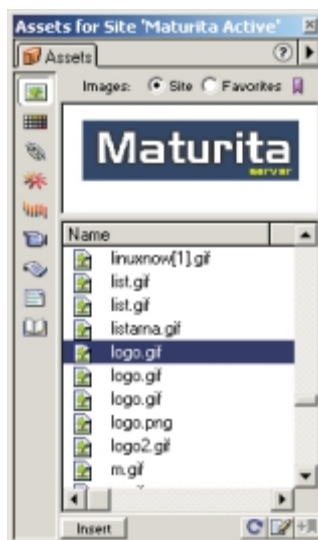 Assets for Site 'Maturita Active'
Assets
Images: Site Favorites
Maturita
server
Name
linuxnow[1].gif
list.gif
list.gif
listarna.gif
logo.gif
logo.gif
logo.gif
logo.png
logo2.gif
m.gif
Insert